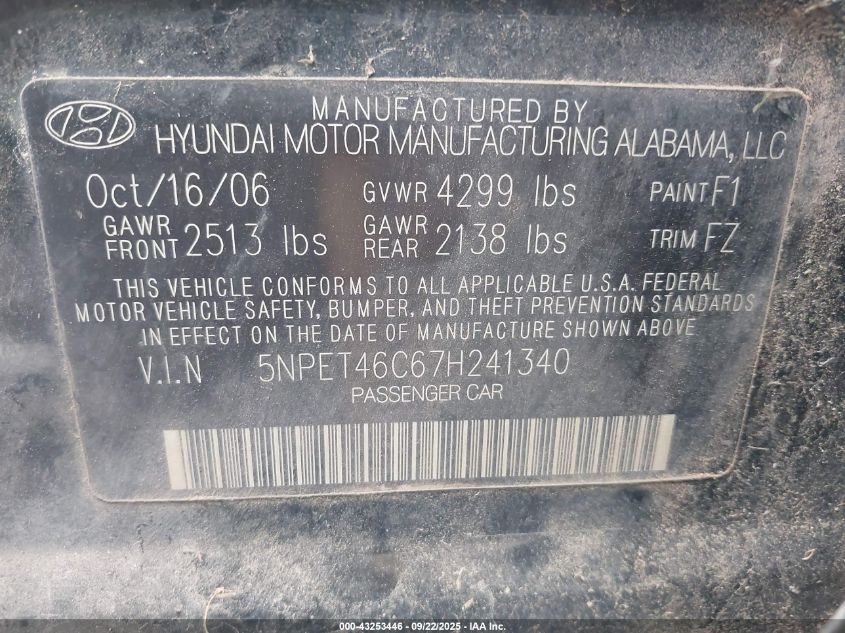 MANUFACTURED BY
HYUNDAI MOTOR MANUFACTURING ALABAMA, LLC
Oct/16/06 GVWR 4299 lbs PAINT F1
GAWR FRONT 2513 lbs GAWR REAR 2138 lbs TRIM FZ
THIS VEHICLE CONFORMS TO ALL APPLICABLE U.S.A. FEDERAL
MOTOR VEHICLE SAFETY, BUMPER, AND THEFT PREVENTION STANDARDS
IN EFFECT ON THE DATE OF MANUFACTURE SHOWN ABOVE
V.I.N 5NPET46C67H241340
PASSENGER CAR
000-43253446 - 09/22/2025 - IAA Inc.